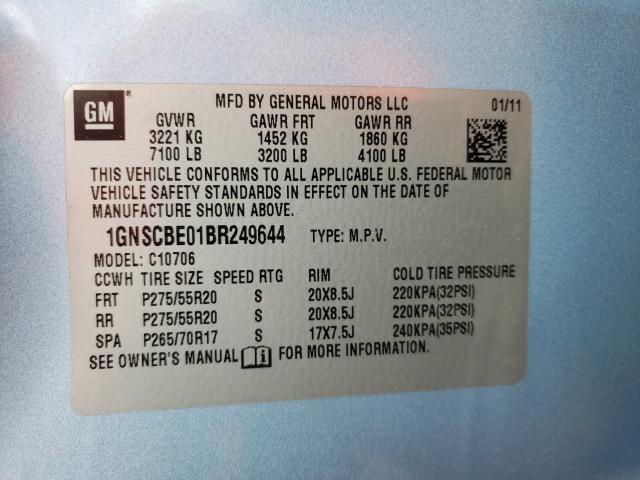 GM ® MFD BY GENERAL MOTORS LLC 01/11
GVWR GAWR FRT GAWR RR
3221 KG 1452 KG 1860 KG
7100 LB 3200 LB 4100 LB
THIS VEHICLE CONFORMS TO ALL APPLICABLE U.S. FEDERAL MOTOR
VEHICLE SAFETY STANDARDS IN EFFECT ON THE DATE OF
MANUFACTURE SHOWN ABOVE.
1GNSCBE01BR249644 TYPE: M.P.V.
MODEL: C10706
CCWH TIRE SIZE SPEED RTG RIM COLD TIRE PRESSURE
FRT P275/55R20 S 20X8.5J 220KPA(32PSI)
RR P275/55R20 S 20X8.5J 220KPA(32PSI)
SPA P265/70R17 S 17X7.5J 240KPA(35PSI)
SEE OWNER'S MANUAL i FOR MORE INFORMATION.